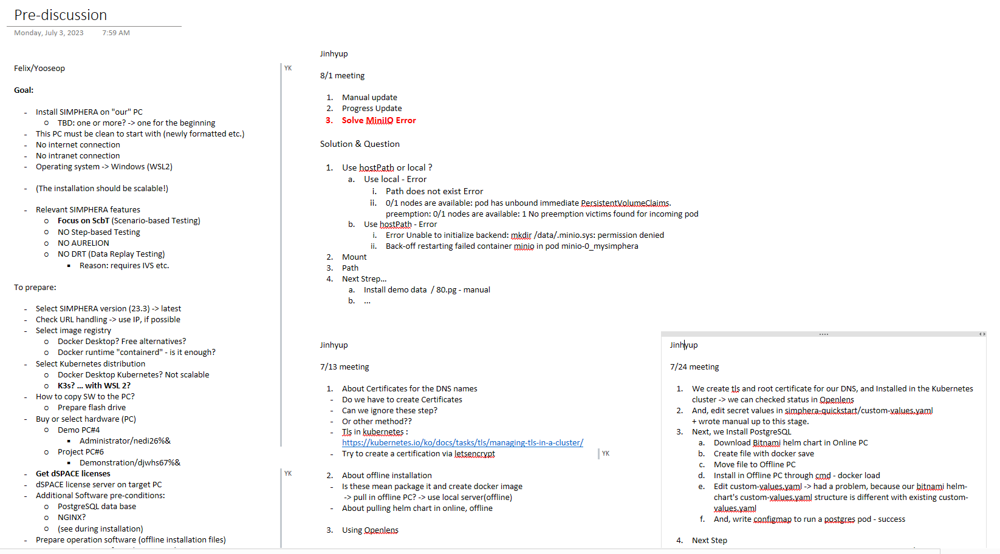 Pre-discussion
Monday, July 3, 2023 7:59 AM
Felix/Yooseop
YK
Goal:
- Install SIMPHERA on "our" PC
o TBD: one or more? -> one for the beginning
- This PC must be clean to start with (newly formatted etc.)
- No internet connection
- No intranet connection
- Operating system -> Windows (WSL2)
- (The installation should be scalable!)
- Relevant SIMPHERA features
o Focus on ScbT (Scenario-based Testing)
o NO Step-based Testing
o NO AURELION
o NO DRT (Data Replay Testing)
▪ Reason: requires IVS etc.
To prepare:
- Select SIMPHERA version (23.3) -> latest
- Check URL handling -> use IP, if possible
- Select image registry
o Docker Desktop? Free alternatives?
o Docker runtime "containerd" - is it enough?
- Select Kubernetes distribution
o Docker Desktop Kubernetes? Not scalable
o K3s? ... with WSL 2?
- How to copy SW to the PC?
o Prepare flash drive
- Buy or select hardware (PC)
o Demo PC#4
▪ Administrator/nedi26%&
o Project PC#6
▪ Demonstration/djwhs67%&
- Get dSPACE licenses
YK
- dSPACE license server on target PC
- Additional Software pre-conditions:
o PostgreSQL data base
o NGINX?
o (see during installation)
- Prepare operation software (offline installation files)
Jinhyup
8/1 meeting
1. Manual update
2. Progress Update
3. Solve MiniIO Error
Solution & Question
1. Use hostPath or local ?
a. Use local - Error
i. Path does not exist Error
ii. 0/1 nodes are available: pod has unbound immediate PersistentVolumeClaims.
preemption: 0/1 nodes are available: 1 No preemption victims found for incoming pod
b. Use hostPath - Error
i. Error Unable to initialize backend: mkdir /data/.minio.sys: permission denied
ii. Back-off restarting failed container minio in pod minio-0_mysimphera
2. Mount
3. Path
4. Next Strep...
a. Install demo data / 80.pg - manual
b. ...
Jinhyup
7/13 meeting
1. About Certificates for the DNS names
- Do we have to create Certificates
- Can we ignore these step?
- Or other method??
- Tls in kubernetes :
https://kubernetes.io/ko/docs/tasks/tls/managing-tls-in-a-cluster/
- Try to create a certification via letsencrypt
YK
2. About offline installation
- Is these mean package it and create docker image
-> pull in offline PC? -> use local server(offline)
- About pulling helm chart in online, offline
3. Using Openlens
Jinhyup
7/24 meeting
1. We create tls and root certificate for our DNS, and Installed in the Kubernetes
cluster -> we can checked status in Openlens
2. And, edit secret values in simphera-quickstart/custom-values.yaml
+ wrote manual up to this stage.
3. Next, we Install PostgreSQL
a. Download Bitnami helm chart in Online PC
b. Create file with docker save
c. Move file to Offline PC
d. Install in Offline PC through cmd - docker load
e. Edit custom-values.yaml -> had a problem, because our bitnami helm-
chart's custom-values.yaml structure is different with existing custom-
values.yaml
f. And, write configmap to run a postgres pod - success
4. Next Step